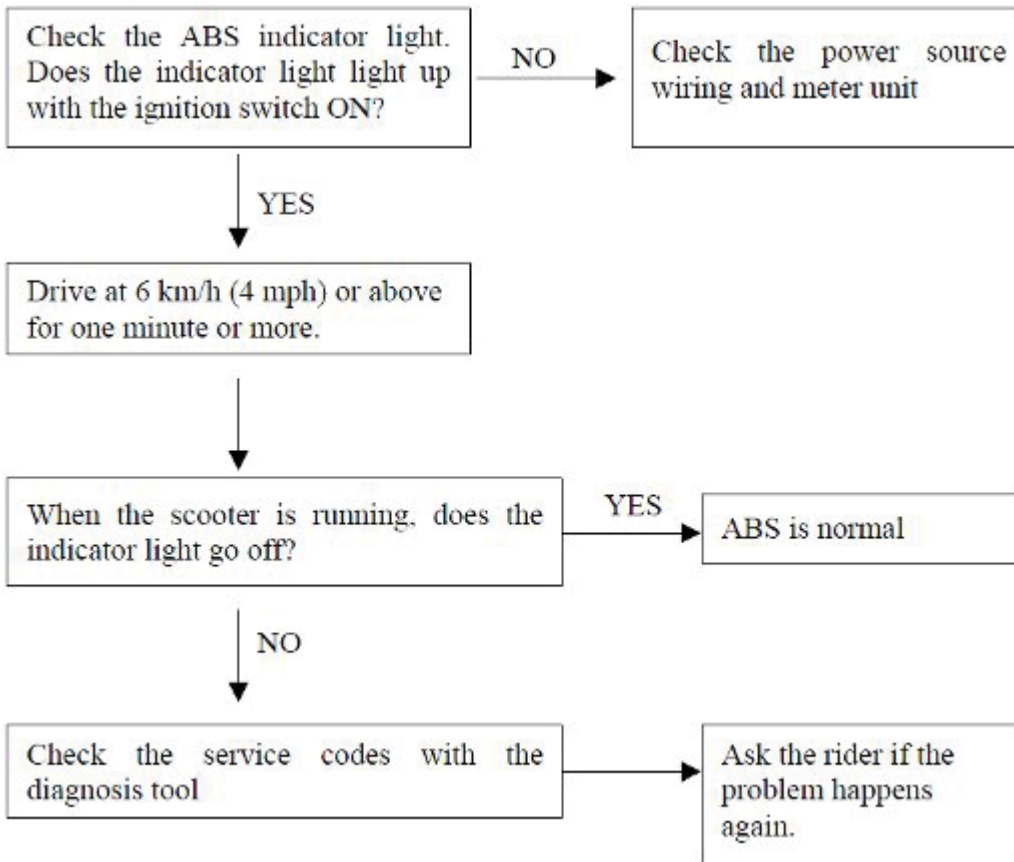 Check the ABS indicator light.
Does the indicator light light up
with the ignition switch ON?
NO
Check the power source
wiring and meter unit
YES
Drive at 6 km/h (4 mph) or above
for one minute or more.
When the scooter is running, does the
indicator light go off?
YES
ABS is normal
NO
Check the service codes with the
diagnosis tool
Ask the rider if the
problem happens
again.